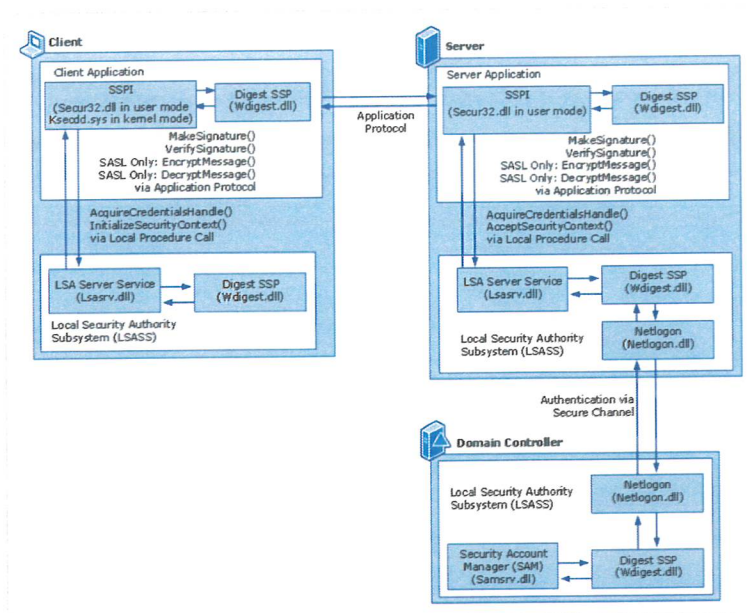 Client
Client Application
SSPI
(Secur32.dll in user mode
Ksecdd.sys in kernel mode)
Digest SSP
(Wdigest.dll)
MakeSignature()
VerifySignature()
SASL Only: EncryptMessage()
SASL Only: DecryptMessage()
via Application Protocol
AcquireCredentialsHandle()
InitializeSecurityContext()
via Local Procedure Call
LSA Server Service
(Lsasrv.dll)
Digest SSP
(Wdigest.dll)
Local Security Authority
Subsystem (LSASS)
Application
Protocol
Server
Server Application
SSPI
(Secur32.dll in user mode)
Digest SSP
(Wdigest.dll)
MakeSignature()
VerifySignature()
SASL Only: EncryptMessage()
SASL Only: DecryptMessage()
via Application Protocol
AcquireCredentialsHandle()
AcceptSecurityContext()
via Local Procedure Call
LSA Server Service
(Lsasrv.dll)
Digest SSP
(Wdigest.dll)
Local Security Authority
Subsystem (LSASS)
Netlogon
(Netlogon.dll)
Authentication via
Secure Channel
Domain Controller
Local Security Authority
Subsystem (LSASS)
Netlogon
(Netlogon.dll)
Security Account
Manager (SAM)
(Samsrv.dll)
Digest SSP
(Wdigest.dll)